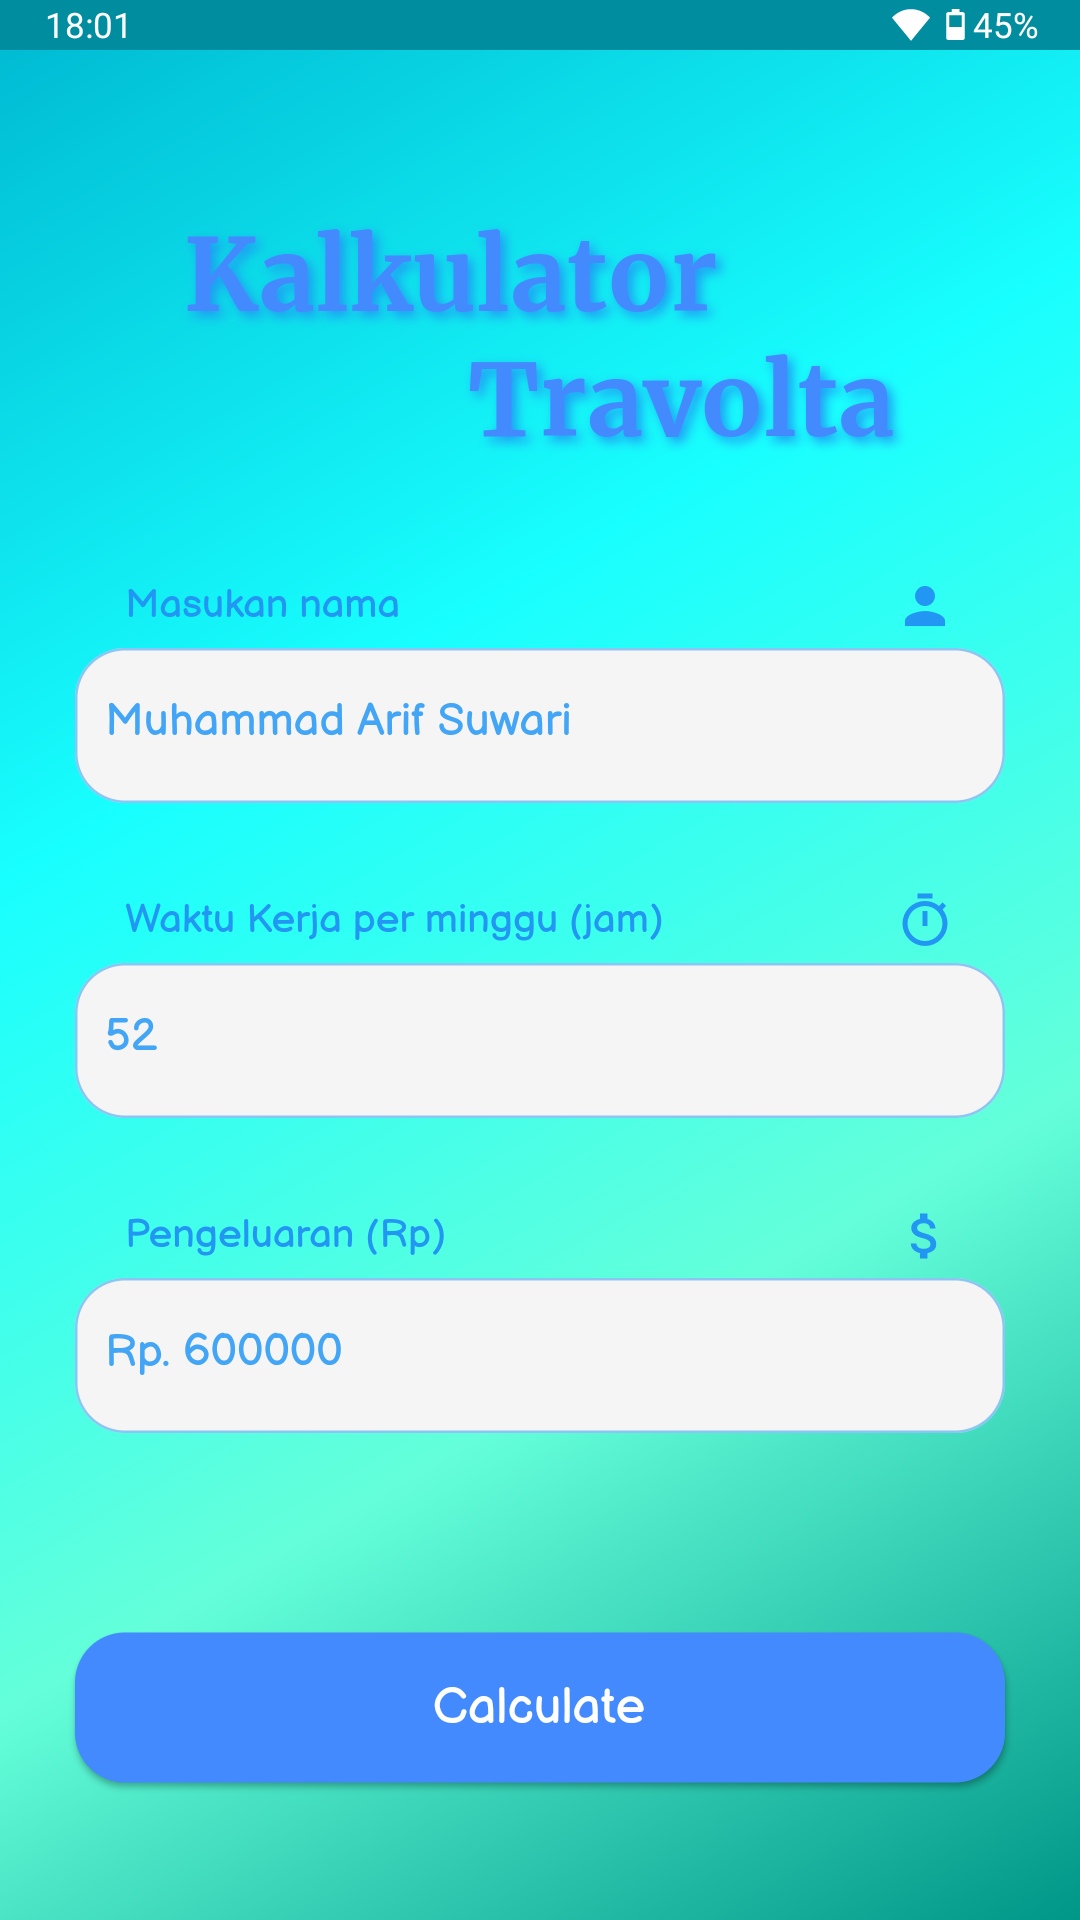 18:01
45%
Kalkulator
Travolta
Masukan nama
Muhammad Arif Suwari
Waktu Kerja per minggu (jam)
52
Pengeluaran (Rp)
$
Rp. 600000
Calculate